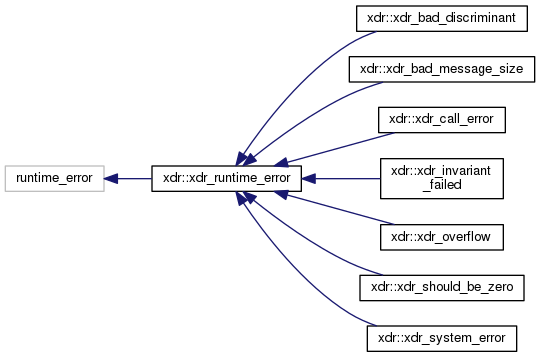 xdr::xdr_bad_discriminant
xdr::xdr_bad_message_size
xdr::xdr_call_error
runtime_error
xdr::xdr_runtime_error
xdr::xdr_invariant
_failed
xdr::xdr_overflow
xdr::xdr_should_be_zero
xdr::xdr_system_error